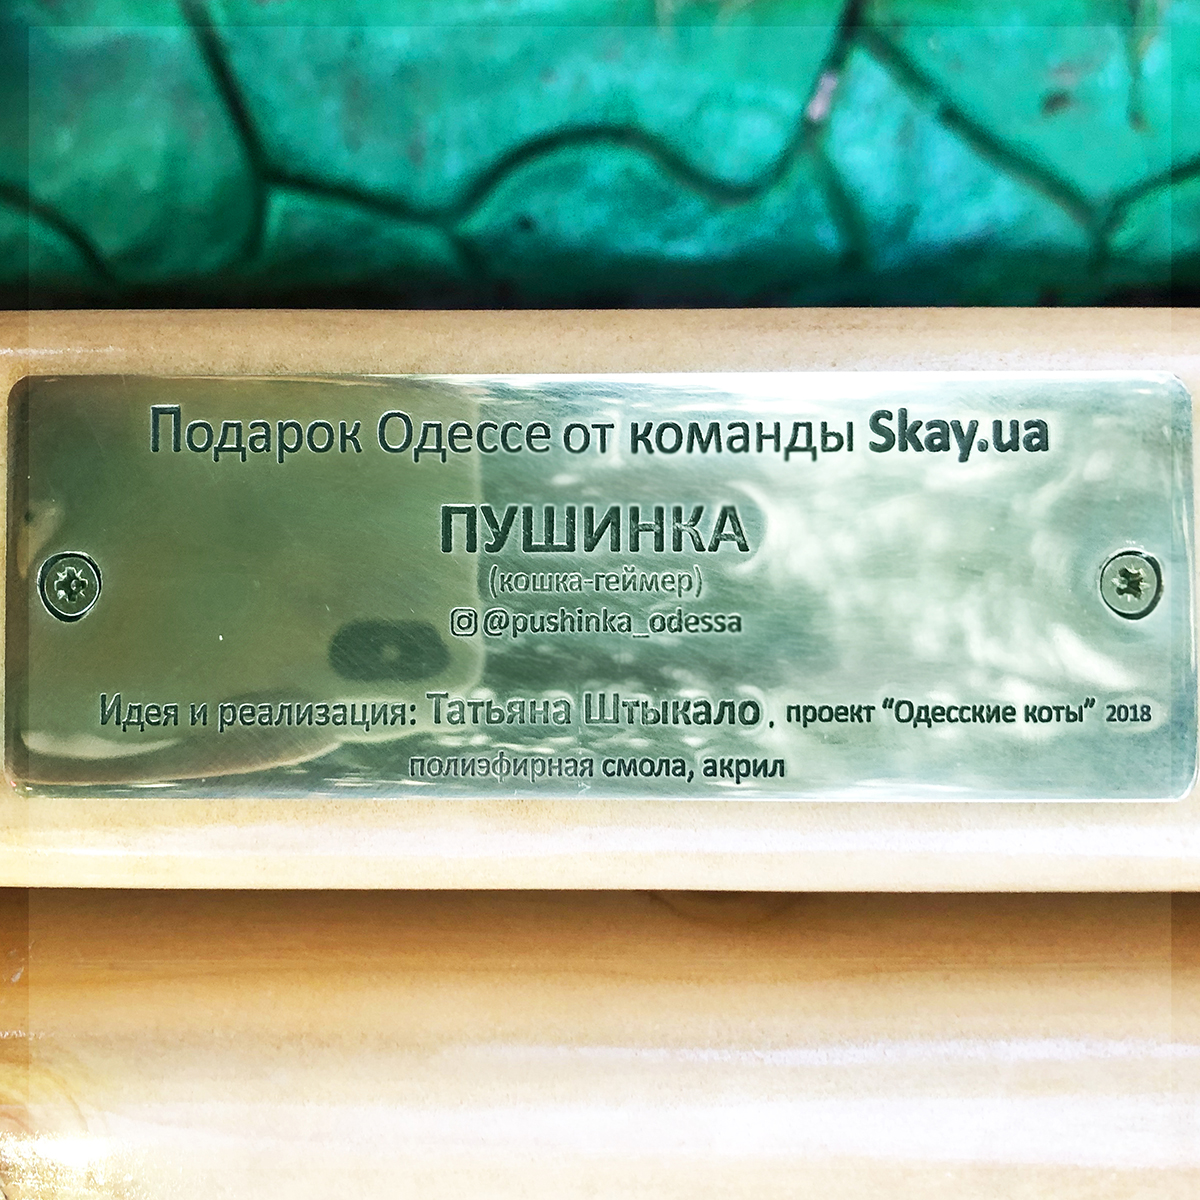 Подарок Одессе от команды Skay.ua
ПУШИНКА
(кошка-геймер)
@pushinka_odessa
Идея и реализация: Татьяна Штыкало, проект “Одесские коты” 2018
полиэфирная смола, акрил